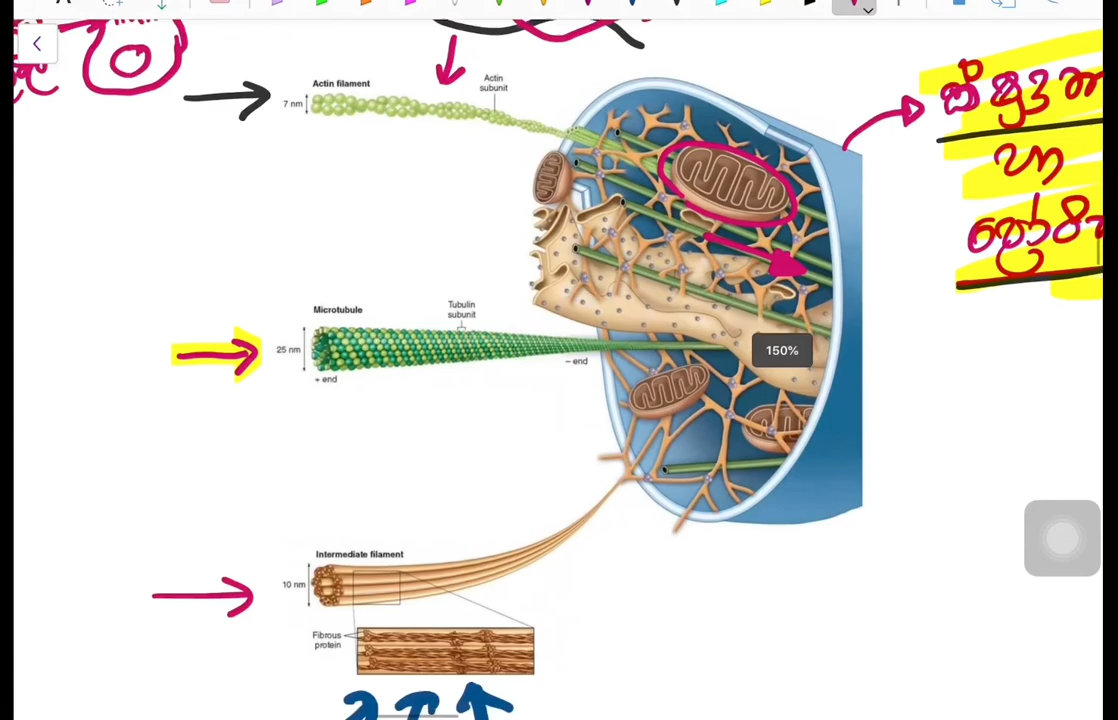 Actin filament
Actin
subunit
7 nm
Microtubule
Tubulin
subunit
25 nm
+ end
– end
150%
Intermediate filament
10 nm
Fibrous
protein